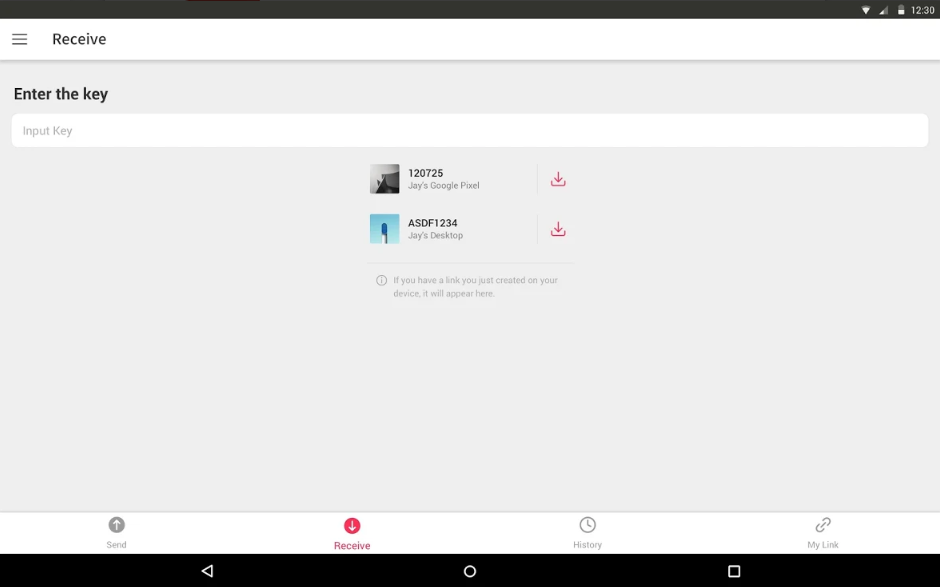 12:30
Receive
Enter the key
Input Key
120725
Jay's Google Pixel
ASDF1234
Jay's Desktop
If you have a link you just created on your
device, it will appear here.
Send
Receive
History
My Link